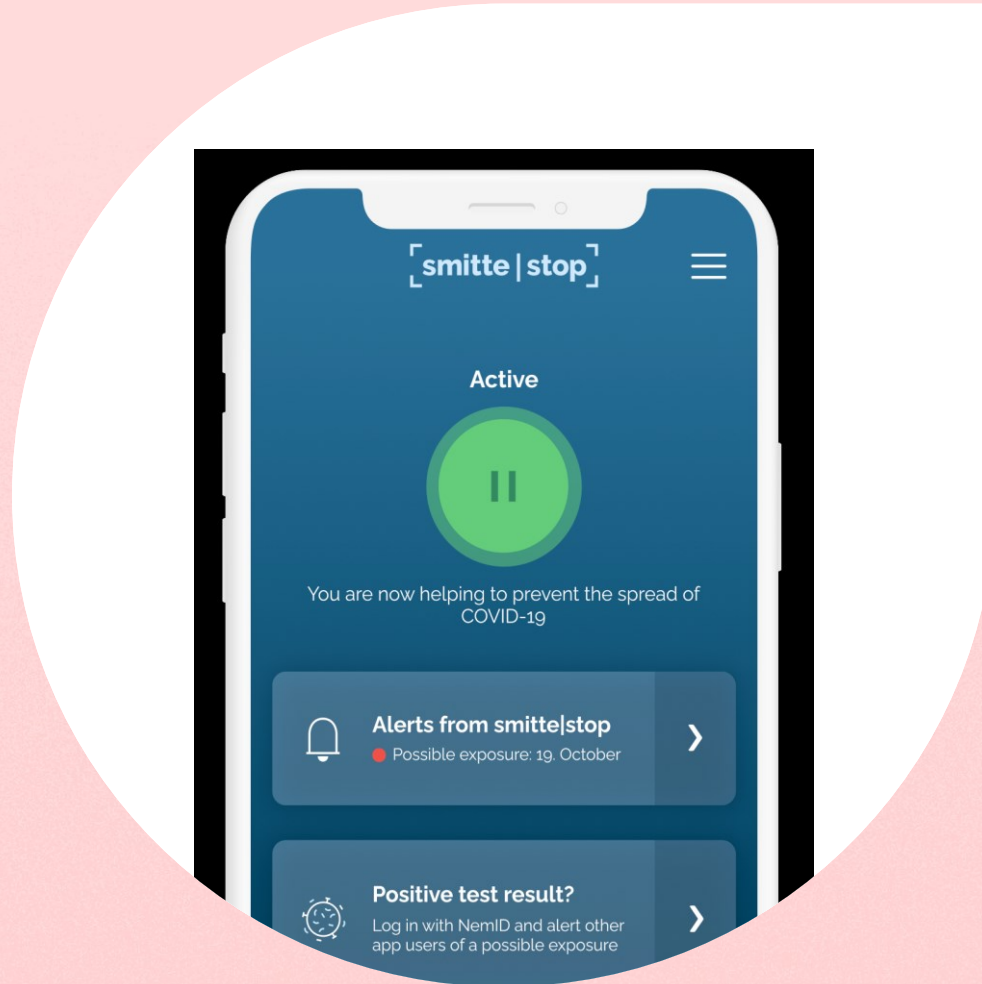 smitte|stop
Active
You are now helping to prevent the spread of
COVID-19
Alerts from smitte|stop
Possible exposure: 19. October
Positive test result?
Log in with NemID and alert other
app users of a possible exposure